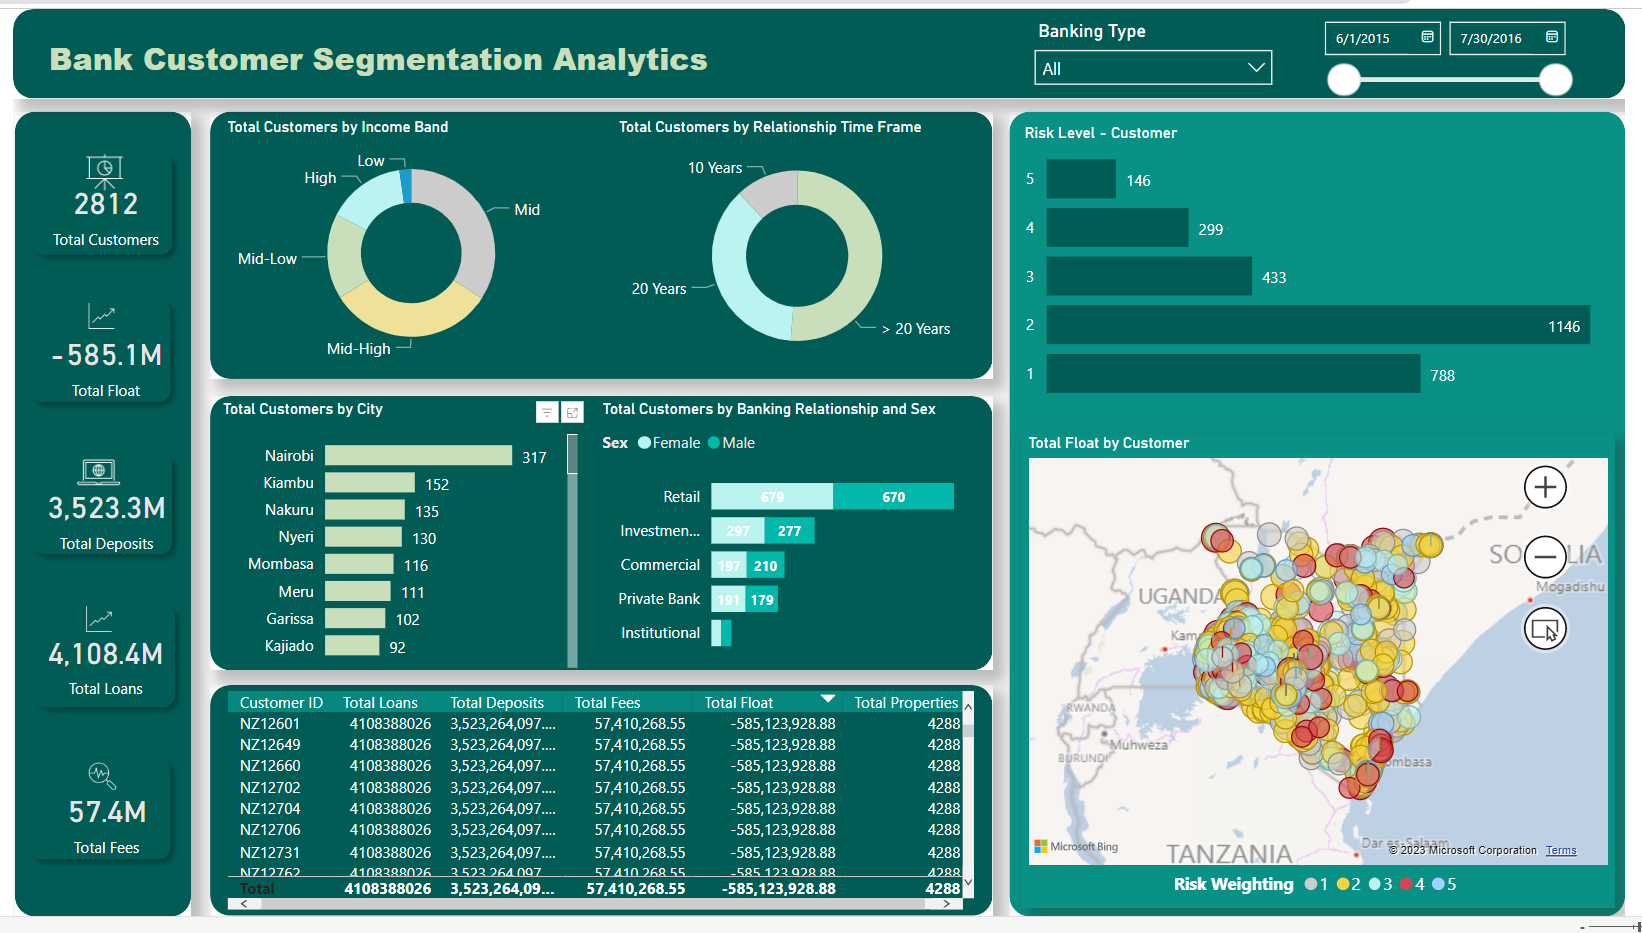 Bank Customer Segmentation Analytics
Banking Type
All
6/1/2015
7/30/2016
2812
Total Customers
-585.1M
Total Float
3,523.3M
Total Deposits
4,108.4M
Total Loans
57.4M
Total Fees
Total Customers by Income Band
Low
High
Mid
Mid-Low
Mid-High
Total Customers by Relationship Time Frame
10 Years
20 Years
> 20 Years
Total Customers by City
Nairobi 317
Kiambu 152
Nakuru 135
Nyeri 130
Mombasa 116
Meru 111
Garissa 102
Kajiado 92
Total Customers by Banking Relationship and Sex
Sex Female Male
Retail 679 670
Investmen... 297 277
Commercial 197 210
Private Bank 191 179
Institutional
Customer ID Total Loans Total Deposits Total Fees Total Float Total Properties
NZ12601 4108388026 3,523,264,097.... 57,410,268.55 -585,123,928.88 4288
NZ12649 4108388026 3,523,264,097.... 57,410,268.55 -585,123,928.88 4288
NZ12660 4108388026 3,523,264,097.... 57,410,268.55 -585,123,928.88 4288
NZ12702 4108388026 3,523,264,097.... 57,410,268.55 -585,123,928.88 4288
NZ12704 4108388026 3,523,264,097.... 57,410,268.55 -585,123,928.88 4288
NZ12706 4108388026 3,523,264,097.... 57,410,268.55 -585,123,928.88 4288
NZ12731 4108388026 3,523,264,097.... 57,410,268.55 -585,123,928.88 4288
NZ12762 4108388026 3,523,264,097.... 57,410,268.55 -585,123,928.88 4288
Total 4108388026 3,523,264,09... 57,410,268.55 -585,123,928.88 4288
Risk Level - Customer
5 146
4 299
3 433
2 1146
1 788
Total Float by Customer
SO LIA
Mogadishu
UGANDA
Kam
RWANDA
Muhweza
BURUNDI
ombasa
Dar es-Salaam
TANZANIA
Microsoft Bing
© 2023 Microsoft Corporation Terms
Risk Weighting 1 2 3 4 5